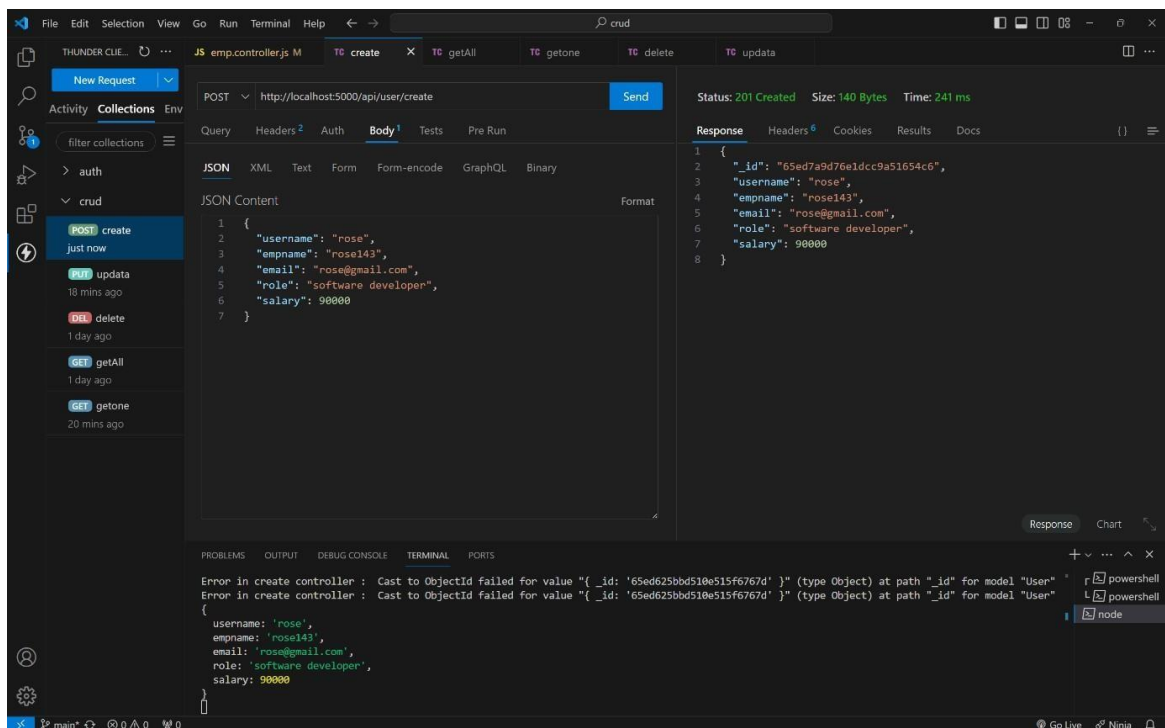 File Edit Selection View Go Run Terminal Help
crud
THUNDER CLIE...
New Request
Activity Collections Env
filter collections
auth
crud
POST create
just now
PUT updata
18 mins ago
DEL delete
1 day ago
GET getAll
1 day ago
GET getone
20 mins ago
JS emp.controller.js M TC create TC getAll TC getone TC delete TC updata
POST http://localhost:5000/api/user/create Send
Query Headers 2 Auth Body 1 Tests Pre Run
JSON XML Text Form Form-encode GraphQL Binary
JSON Content Format
1 {
2 "username": "rose",
3 "empname": "rose143",
4 "email": "rose@gmail.com",
5 "role": "software developer",
6 "salary": 90000
7 }
Status: 201 Created Size: 140 Bytes Time: 241 ms
Response Headers 6 Cookies Results Docs
1 {
2 "_id": "65ed7a9d76e1dcc9a51654c6",
3 "username": "rose",
4 "empname": "rose143",
5 "email": "rose@gmail.com",
6 "role": "software developer",
7 "salary": 90000
8 }
Response Chart
PROBLEMS OUTPUT DEBUG CONSOLE TERMINAL PORTS
Error in create controller : Cast to ObjectId failed for value "{ _id: '65ed625bbd510e515f6767d' }" (type Object) at path "_id" for model "User"
Error in create controller : Cast to ObjectId failed for value "{ _id: '65ed625bbd510e515f6767d' }" (type Object) at path "_id" for model "User"
{
username: 'rose',
empname: 'rose143',
email: 'rose@gmail.com',
role: 'software developer',
salary: 90000
}
powershell
powershell
node
main* 0 0 0 Go Live Ninja